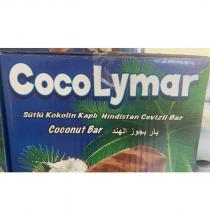 CocoLymar
Sütlü Kokolin Kaplı Hindistan Cevizli Bar
Coconut Bar بار بجوز الهند